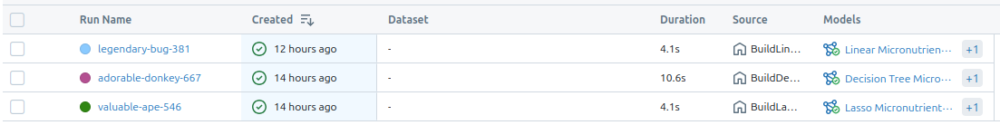 Run Name Created Dataset Duration Source Models
legendary-bug-381 12 hours ago - 4.1s BuildLin... Linear Micronutrien... +1
adorable-donkey-667 14 hours ago - 10.6s BuildDe... Decision Tree Micro... +1
valuable-ape-546 14 hours ago - 4.1s BuildLa... Lasso Micronutrient... +1